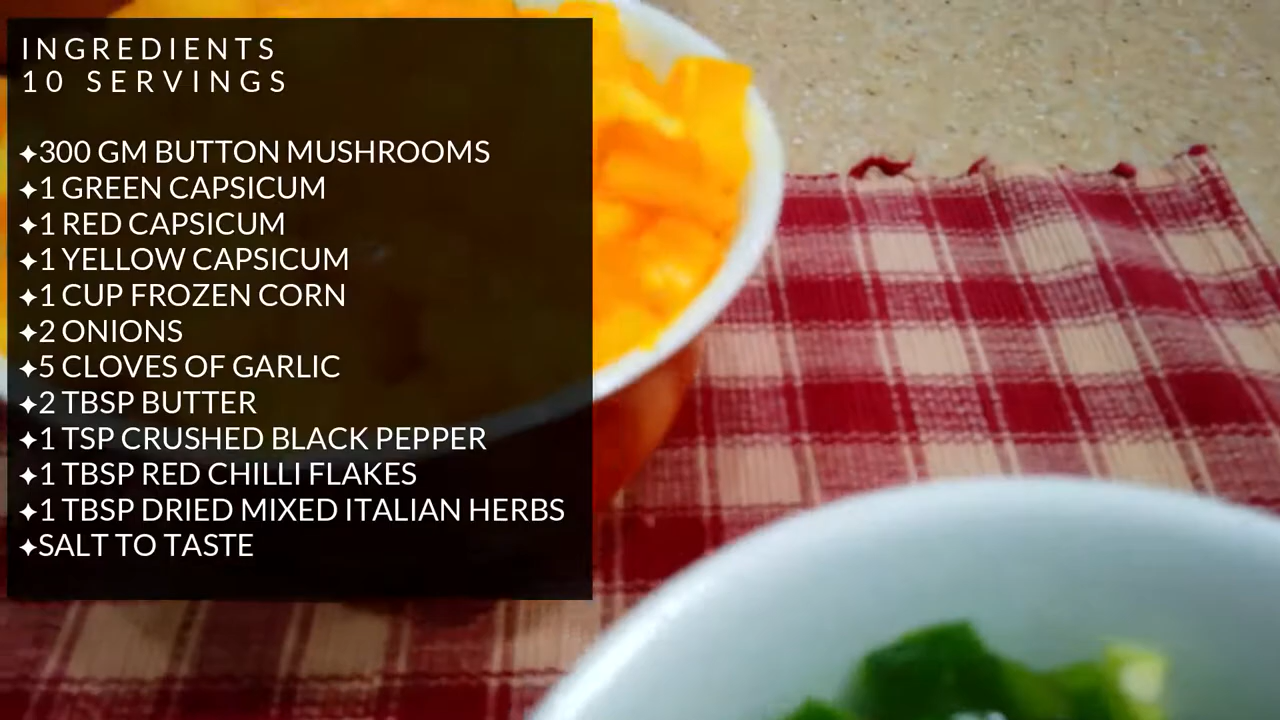 INGREDIENTS
10 SERVINGS
✦300 GM BUTTON MUSHROOMS
✦1 GREEN CAPSICUM
✦1 RED CAPSICUM
✦1 YELLOW CAPSICUM
✦1 CUP FROZEN CORN
✦2 ONIONS
✦5 CLOVES OF GARLIC
✦2 TBSP BUTTER
✦1 TSP CRUSHED BLACK PEPPER
✦1 TBSP RED CHILLI FLAKES
✦1 TBSP DRIED MIXED ITALIAN HERBS
✦SALT TO TASTE